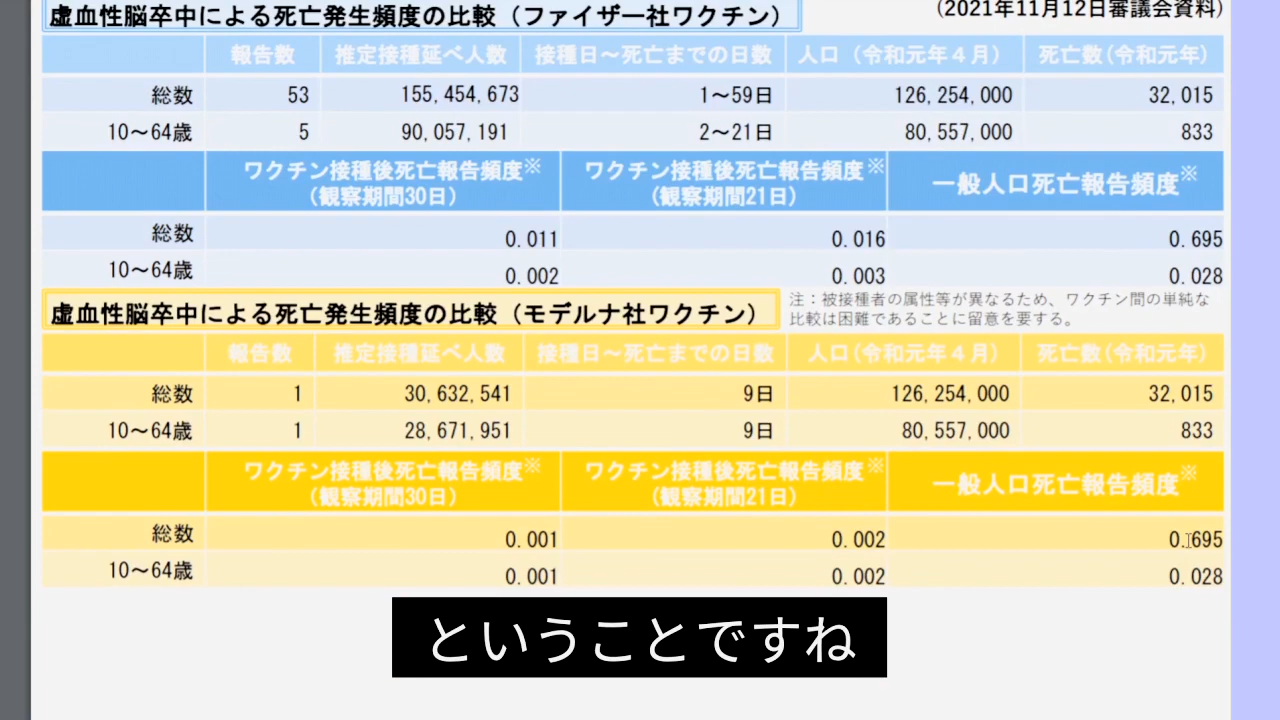 虚血性脳卒中による死亡発生頻度の比較（ファイザー社ワクチン）
(2021年11月12日審議会資料)
報告数 推定接種延べ人数 接種日～死亡までの日数 人口（令和元年４月） 死亡数(令和元年)
総数 53 155,454,673 1～59日 126,254,000 32,015
10～64歳 5 90,057,191 2～21日 80,557,000 833
ワクチン接種後死亡報告頻度※ ワクチン接種後死亡報告頻度※ 一般人口死亡報告頻度※
(観察期間30日) (観察期間21日)
総数 0.011 0.016 0.695
10～64歳 0.002 0.003 0.028
虚血性脳卒中による死亡発生頻度の比較（モデルナ社ワクチン）
注：被接種者の属性等が異なるため、ワクチン間の単純な
比較は困難であることに留意を要する。
報告数 推定接種延べ人数 接種日～死亡までの日数 人口(令和元年４月) 死亡数(令和元年)
総数 1 30,632,541 9日 126,254,000 32,015
10～64歳 1 28,671,951 9日 80,557,000 833
ワクチン接種後死亡報告頻度※ ワクチン接種後死亡報告頻度※ 一般人口死亡報告頻度※
(観察期間30日) (観察期間21日)
総数 0.001 0.002 0.695
10～64歳 0.001 0.002 0.028
ということですね